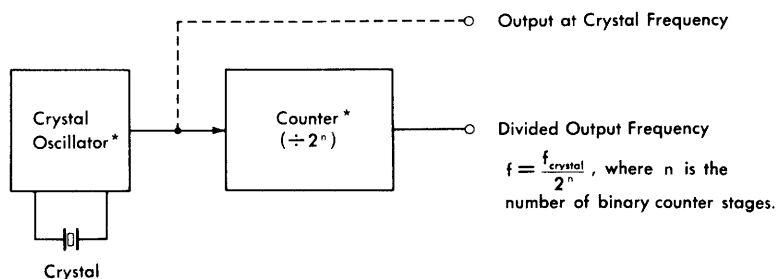 Output at Crystal Frequency
Crystal
Oscillator*
Counter*
(÷2ⁿ)
Divided Output Frequency
f = f_crystal / 2ⁿ, where n is the
number of binary counter stages.
Crystal